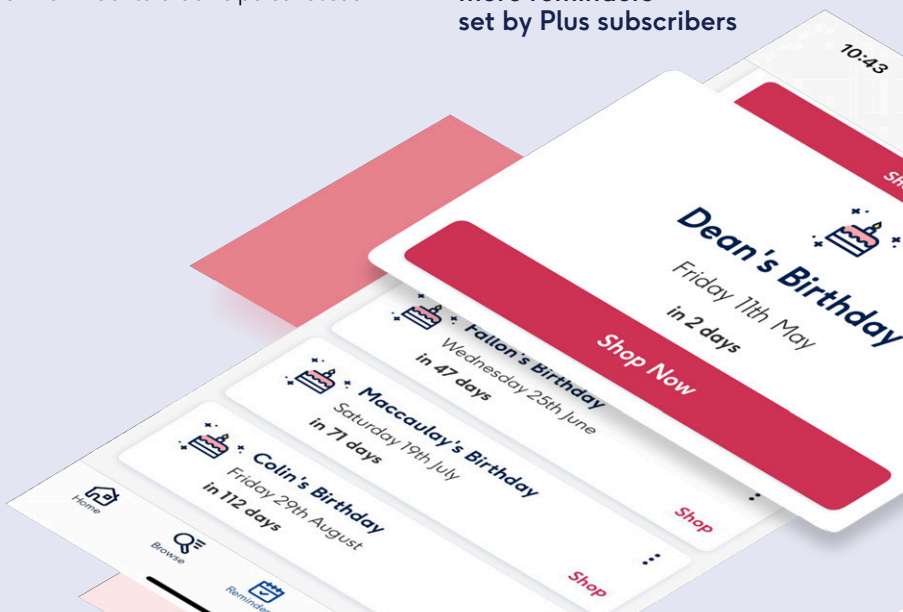 more reminders
set by Plus subscribers
10:43
Dean's Birthday
Friday 11th May
in 2 days
Shop Now
Fallon's Birthday
Wednesday 25th June
in 47 days
Shop
Maccaulay's Birthday
Saturday 19th July
in 71 days
Shop
Colin's Birthday
Friday 29th August
in 112 days
Home
Browse